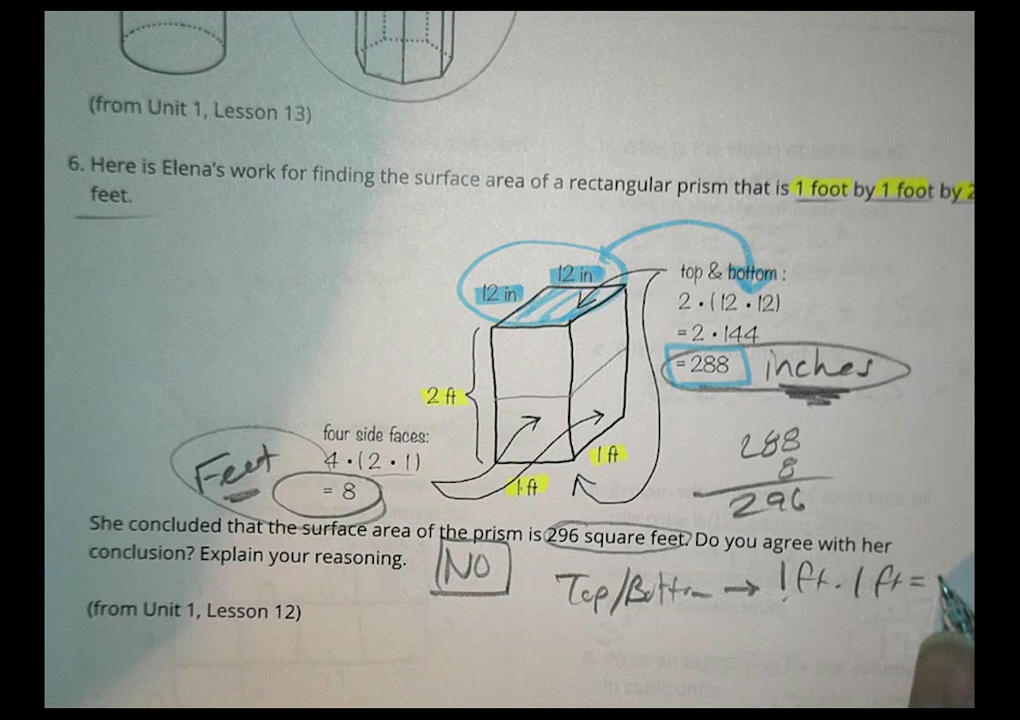 (from Unit 1, Lesson 13)
6. Here is Elena's work for finding the surface area of a rectangular prism that is 1 foot by 1 foot by 2
feet.
12 in
12 in
2 ft
1 ft
1 ft
top & bottom :
2 • (12 • 12)
= 2 • 144
= 288 inches
288
8
296
four side faces:
Feet 4 • (2 • 1)
= 8
She concluded that the surface area of the prism is 296 square feet. Do you agree with her
conclusion? Explain your reasoning.
NO
Top/Bottom → 1 ft. 1 ft =
(from Unit 1, Lesson 12)